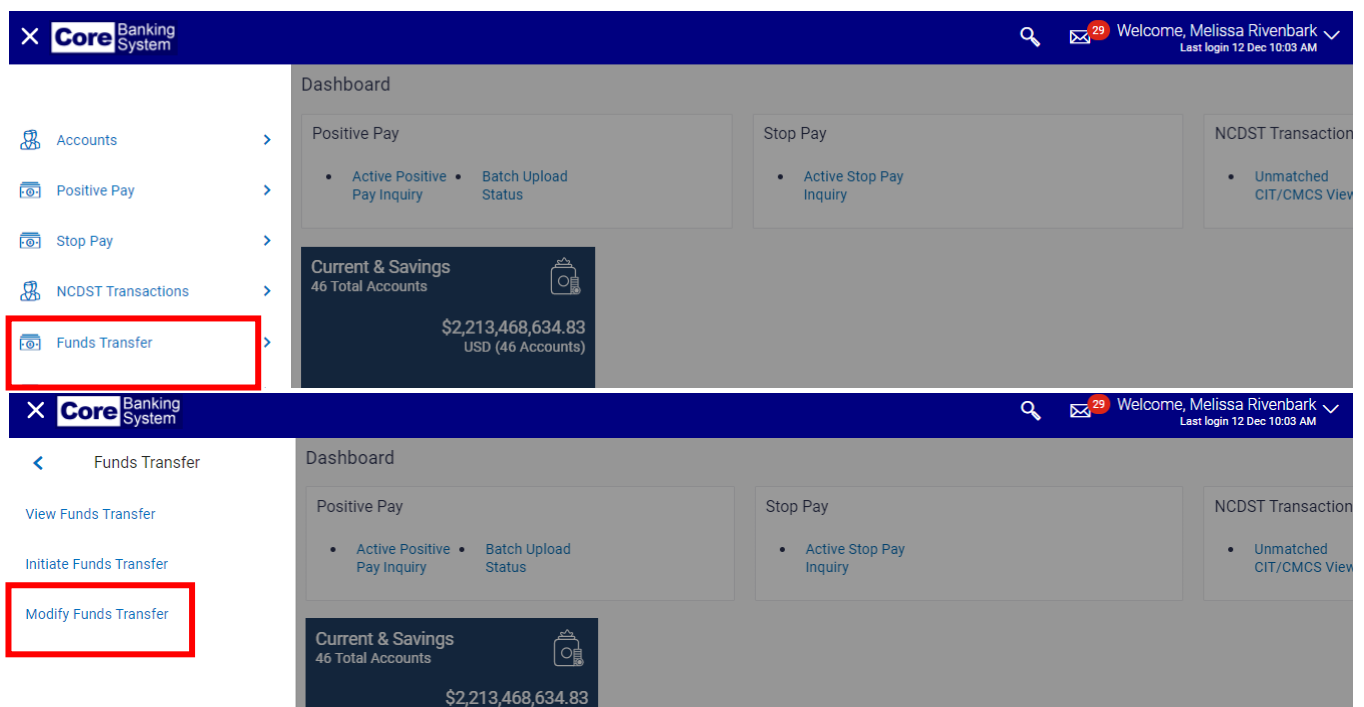 Core Banking System
29 Welcome, Melissa Rivenbark
Last login 12 Dec 10:03 AM
Accounts
Positive Pay
Stop Pay
NCDST Transactions
Funds Transfer
Dashboard
Positive Pay
• Active Positive Pay Inquiry
• Batch Upload Status
Stop Pay
• Active Stop Pay Inquiry
NCDST Transaction
• Unmatched
CIT/CMCS View
Current & Savings
46 Total Accounts
$2,213,468,634.83
USD (46 Accounts)
Core Banking System
29 Welcome, Melissa Rivenbark
Last login 12 Dec 10:03 AM
Funds Transfer
View Funds Transfer
Initiate Funds Transfer
Modify Funds Transfer
Dashboard
Positive Pay
• Active Positive Pay Inquiry
• Batch Upload Status
Stop Pay
• Active Stop Pay Inquiry
NCDST Transaction
• Unmatched
CIT/CMCS View
Current & Savings
46 Total Accounts
$2,213,468,634.83